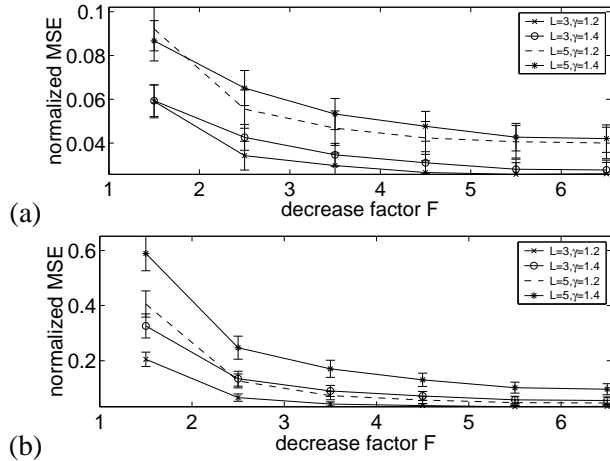 0.1
0.08
0.06
0.04
normalized MSE
L=3,γ=1.2
L=3,γ=1.4
L=5,γ=1.2
L=5,γ=1.4
1 2 3 4 5 6
decrease factor F
(a)
0.6
0.4
0.2
normalized MSE
L=3,γ=1.2
L=3,γ=1.4
L=5,γ=1.2
L=5,γ=1.4
1 2 3 4 5 6
decrease factor F
(b)